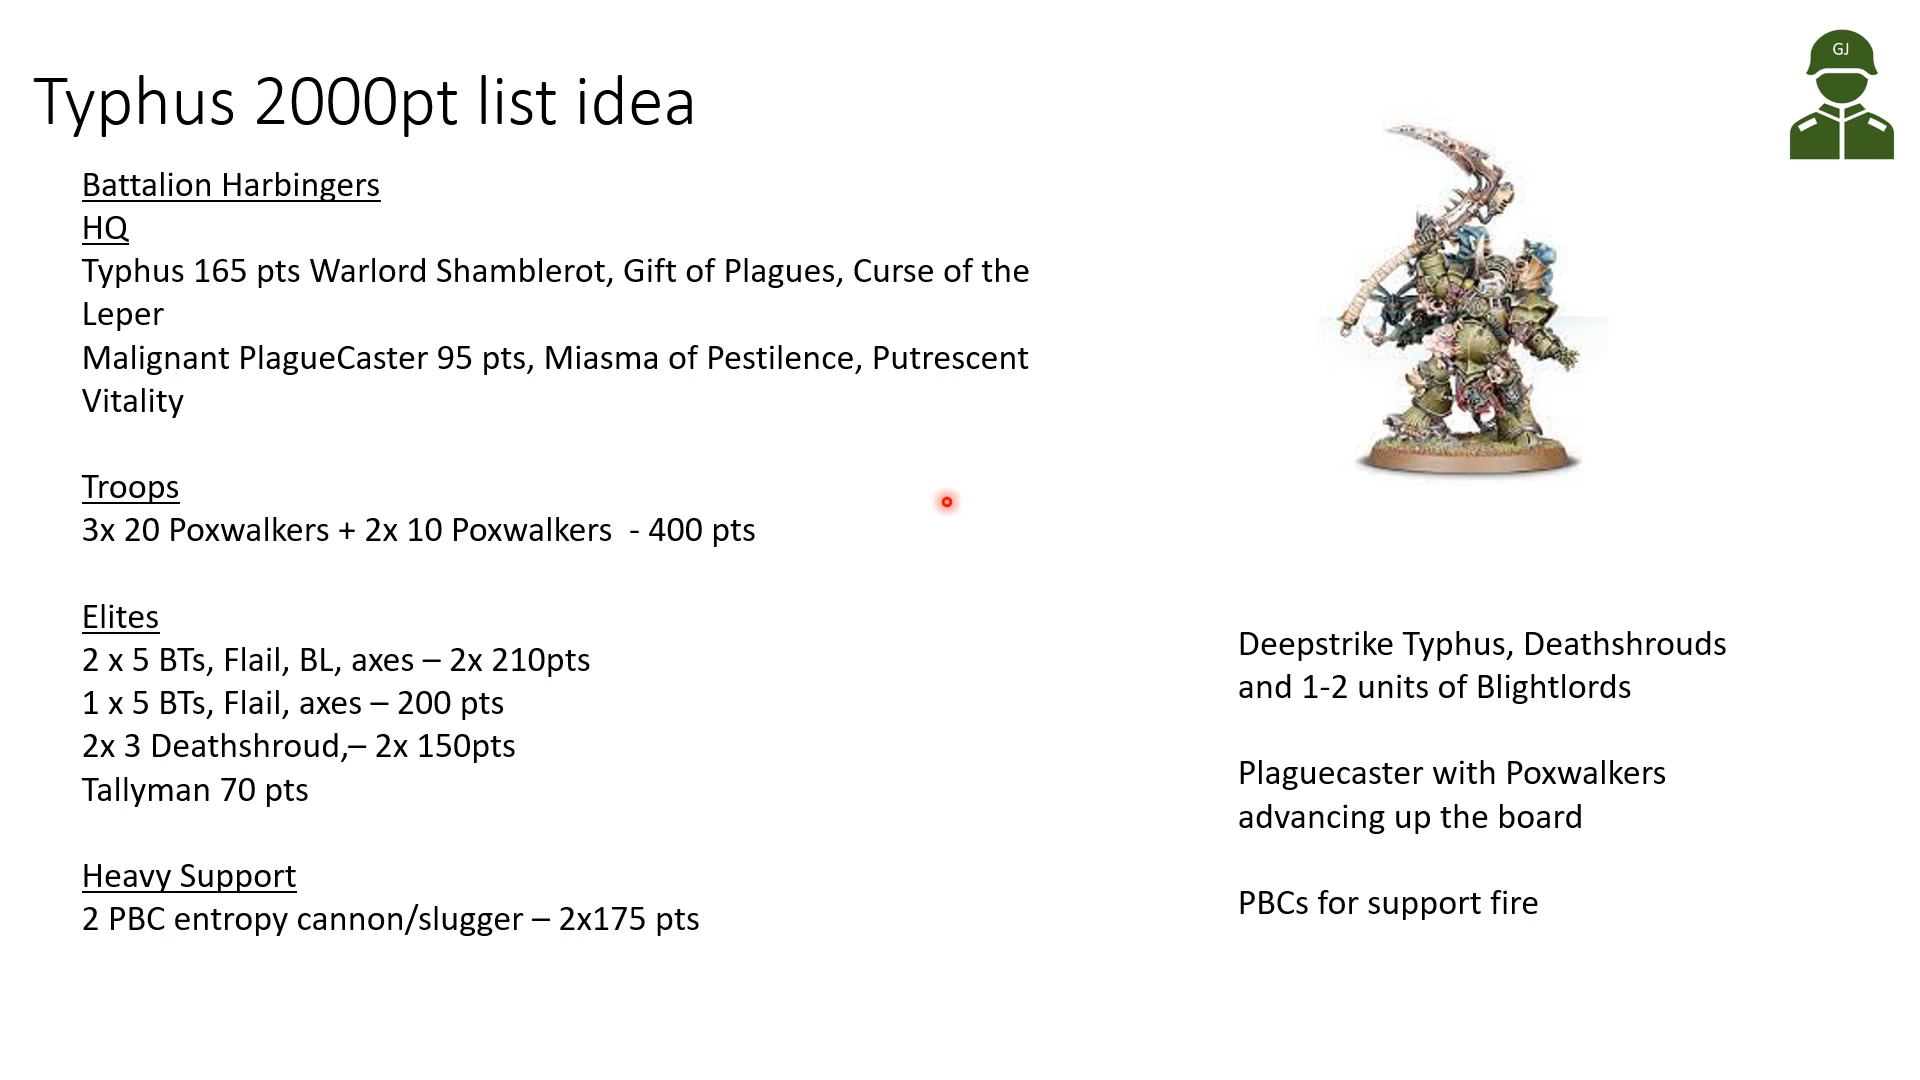 GJ
Typhus 2000pt list idea
Battalion Harbingers
HQ
Typhus 165 pts Warlord Shamblerot, Gift of Plagues, Curse of the
Leper
Malignant PlagueCaster 95 pts, Miasma of Pestilence, Putrescent
Vitality
Troops
3x 20 Poxwalkers + 2x 10 Poxwalkers  - 400 pts
Elites
2 x 5 BTs, Flail, BL, axes – 2x 210pts
1 x 5 BTs, Flail, axes – 200 pts
2x 3 Deathshroud,– 2x 150pts
Tallyman 70 pts
Heavy Support
2 PBC entropy cannon/slugger – 2x175 pts
Deepstrike Typhus, Deathshrouds
and 1-2 units of Blightlords
Plaguecaster with Poxwalkers
advancing up the board
PBCs for support fire